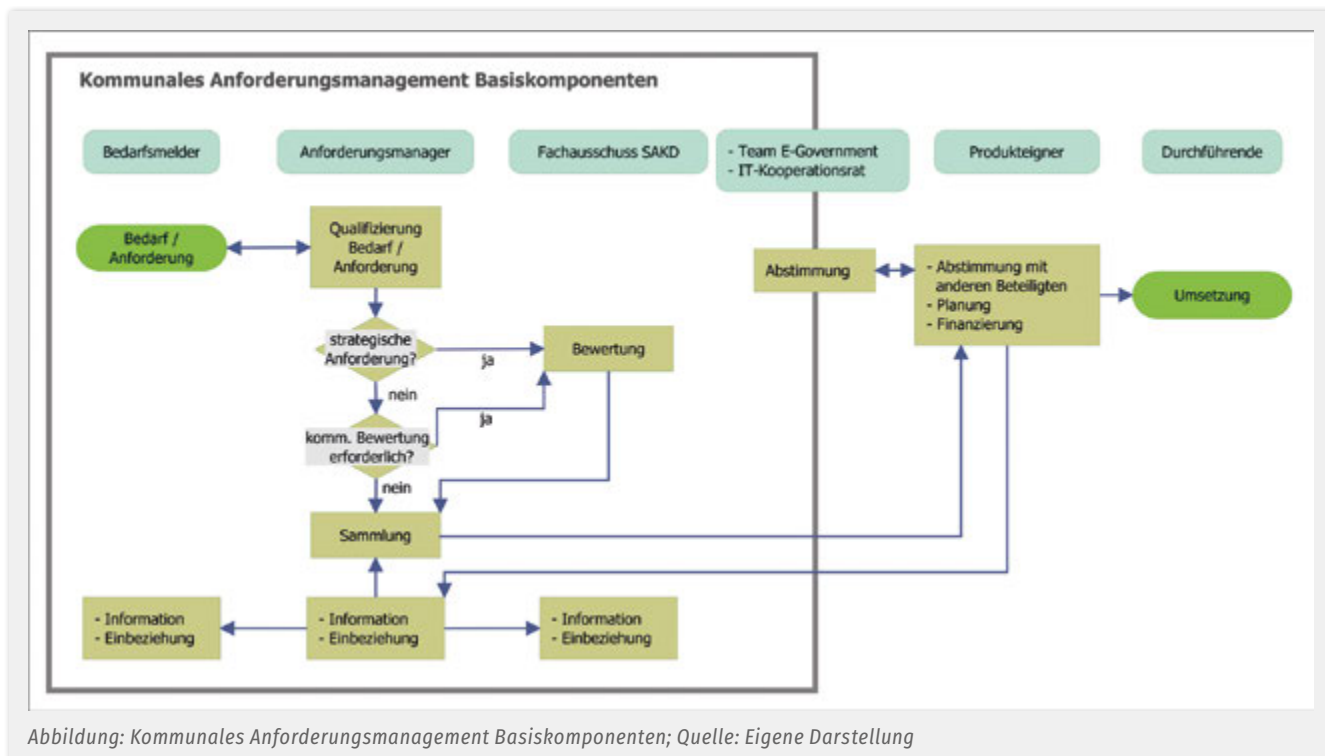 Kommunales Anforderungsmanagement Basiskomponenten
Bedarfsmelder
Anforderungsmanager
Fachausschuss SAKD
- Team E-Government
- IT-Kooperationsrat
Produkteigner
Durchführende
Bedarf /
Anforderung
Qualifizierung
Bedarf /
Anforderung
Abstimmung
- Abstimmung mit
anderen Beteiligten
- Planung
- Finanzierung
Umsetzung
strategische
Anforderung?
ja
Bewertung
nein
komm. Bewertung
erforderlich?
ja
nein
Sammlung
- Information
- Einbeziehung
- Information
- Einbeziehung
- Information
- Einbeziehung
Abbildung: Kommunales Anforderungsmanagement Basiskomponenten; Quelle: Eigene Darstellung